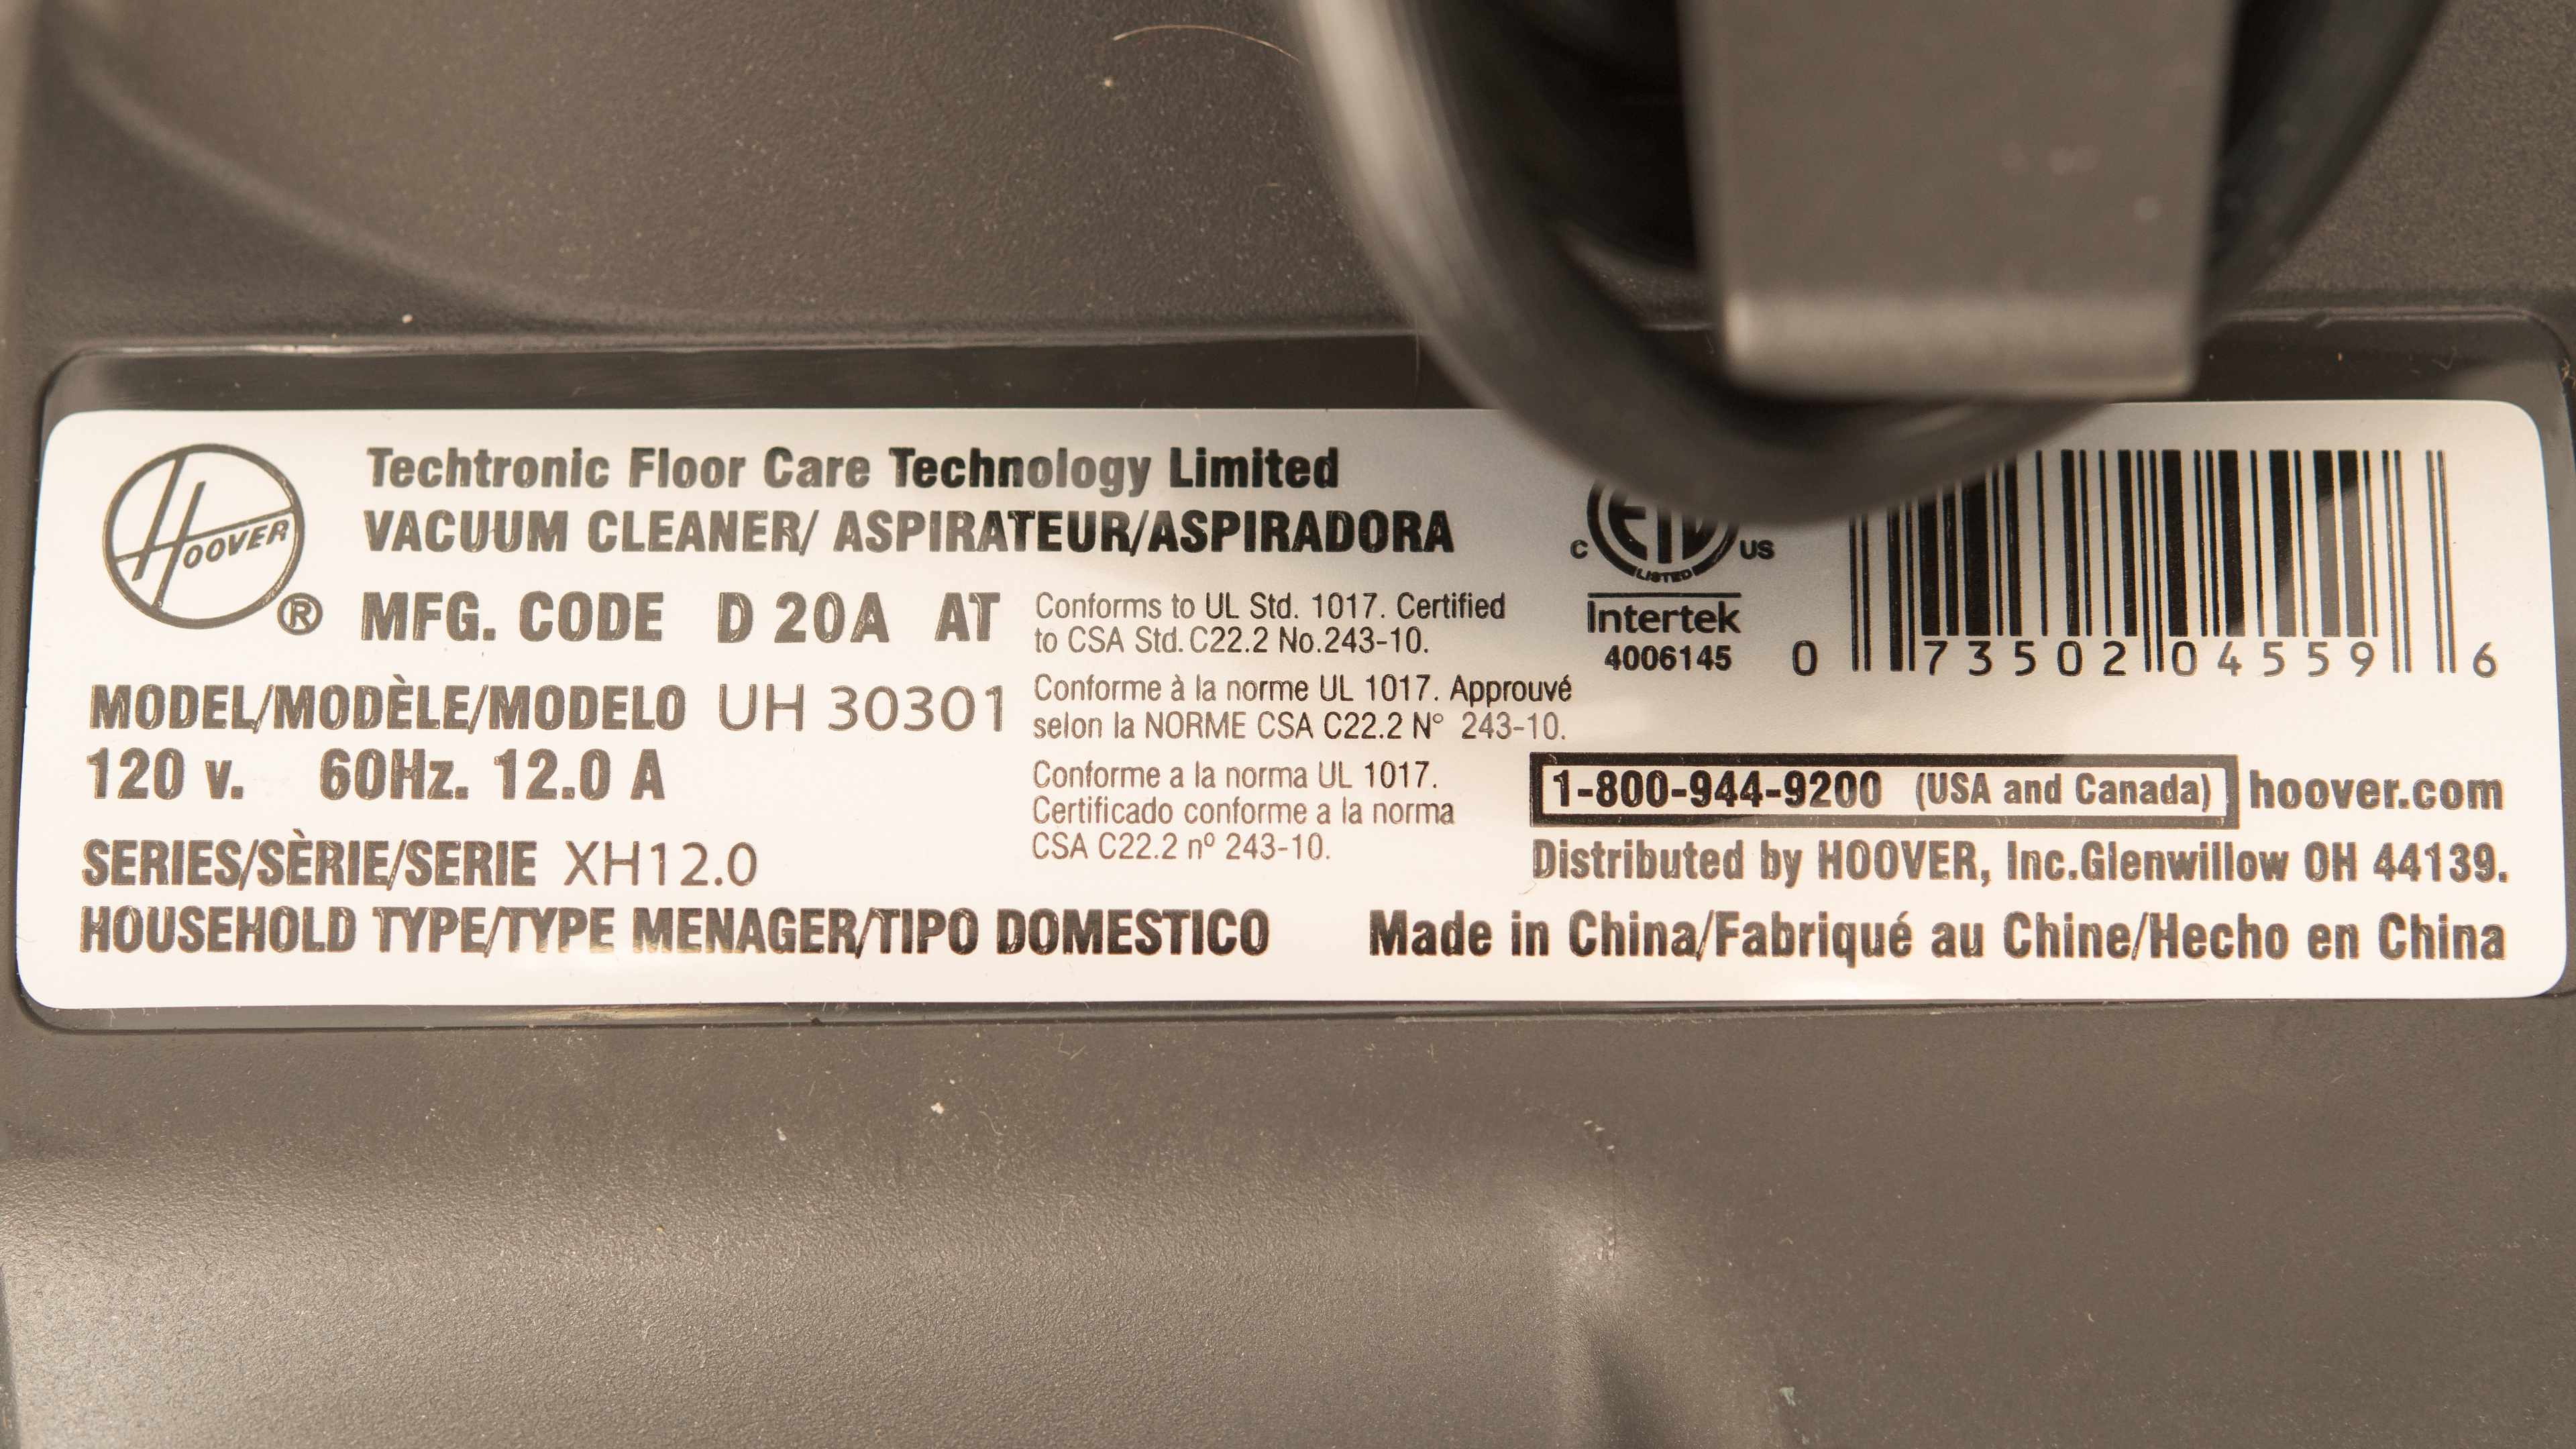 HOOVER
®
Techtronic Floor Care Technology Limited
VACUUM CLEANER/ ASPIRATEUR/ASPIRADORA
MFG. CODE D 20A AT
MODEL/MODÈLE/MODELO UH 30301
120 v. 60Hz. 12.0 A
SERIES/SÈRIE/SERIE XH12.0
HOUSEHOLD TYPE/TYPE MENAGER/TIPO DOMESTICO
Conforms to UL Std. 1017. Certified
to CSA Std. C22.2 No.243-10.
Conforme à la norme UL 1017. Approuvé
selon la NORME CSA C22.2 N° 243-10.
Conforme a la norma UL 1017.
Certificado conforme a la norma
CSA C22.2 nº 243-10.
C US
LISTED
Intertek
4006145
0 73502 04559 6
1-800-944-9200 (USA and Canada) hoover.com
Distributed by HOOVER, Inc.Glenwillow OH 44139.
Made in China/Fabriqué au Chine/Hecho en China